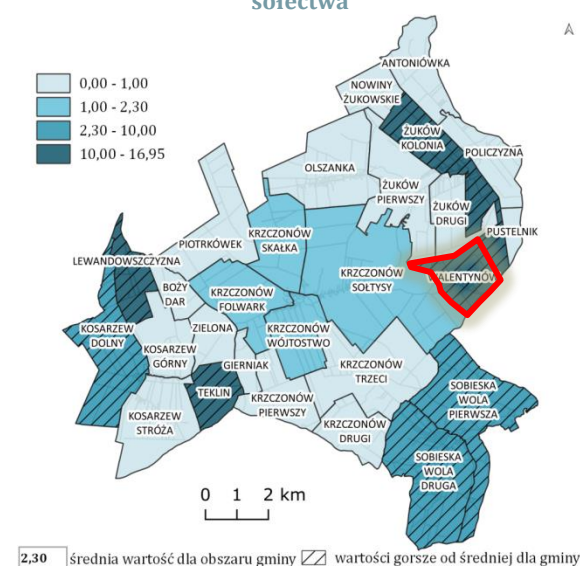 sołectwa
0,00 - 1,00
1,00 - 2,30
2,30 - 10,00
10,00 - 16,95
ANTONIÓWKA
NOWINY
ŻUKOWSKIE
ŻUKÓW
KOLONIA
POLICZYZNA
OLSZANKA
ŻUKÓW
PIERWSZY
ŻUKÓW
DRUGI
PUSTELNIK
PIOTRKÓWEK
KRZCZONÓW
SKAŁKA
LEWANDOWSZCZYZNA
BOŻY
DAR
KRZCZONÓW
SOŁTYSY
WALENTYNÓW
KRZCZONÓW
FOLWARK
KOSARZEW
DOLNY
ZIELONA
KRZCZONÓW
WÓJTOSTWO
KOSARZEW
GÓRNY
GIERNIAK
KRZCZONÓW
TRZECI
TEKLIN
SOBIESKA
WOLA
PIERWSZA
KRZCZONÓW
PIERWSZY
KOSARZEW
STRÓŻA
KRZCZONÓW
DRUGI
SOBIESKA
WOLA
DRUGA
0 1 2 km
2,30 średnia wartość dla obszaru gminy wartości gorsze od średniej dla gminy